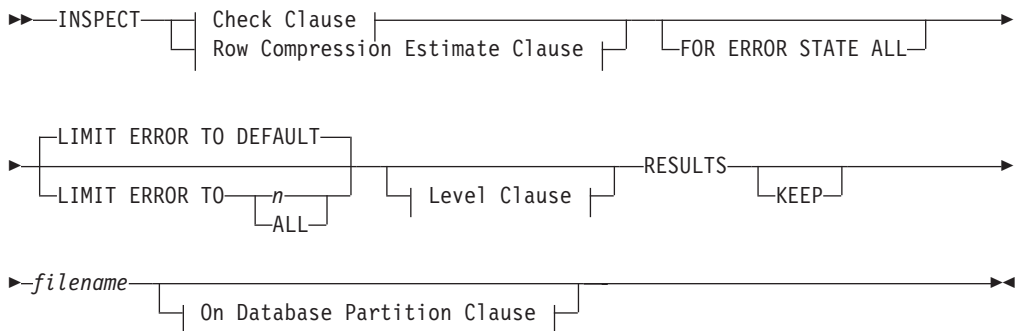 INSPECT Check Clause
Row Compression Estimate Clause FOR ERROR STATE ALL
LIMIT ERROR TO DEFAULT
LIMIT ERROR TO n
ALL
Level Clause
RESULTS
KEEP
filename
On Database Partition Clause